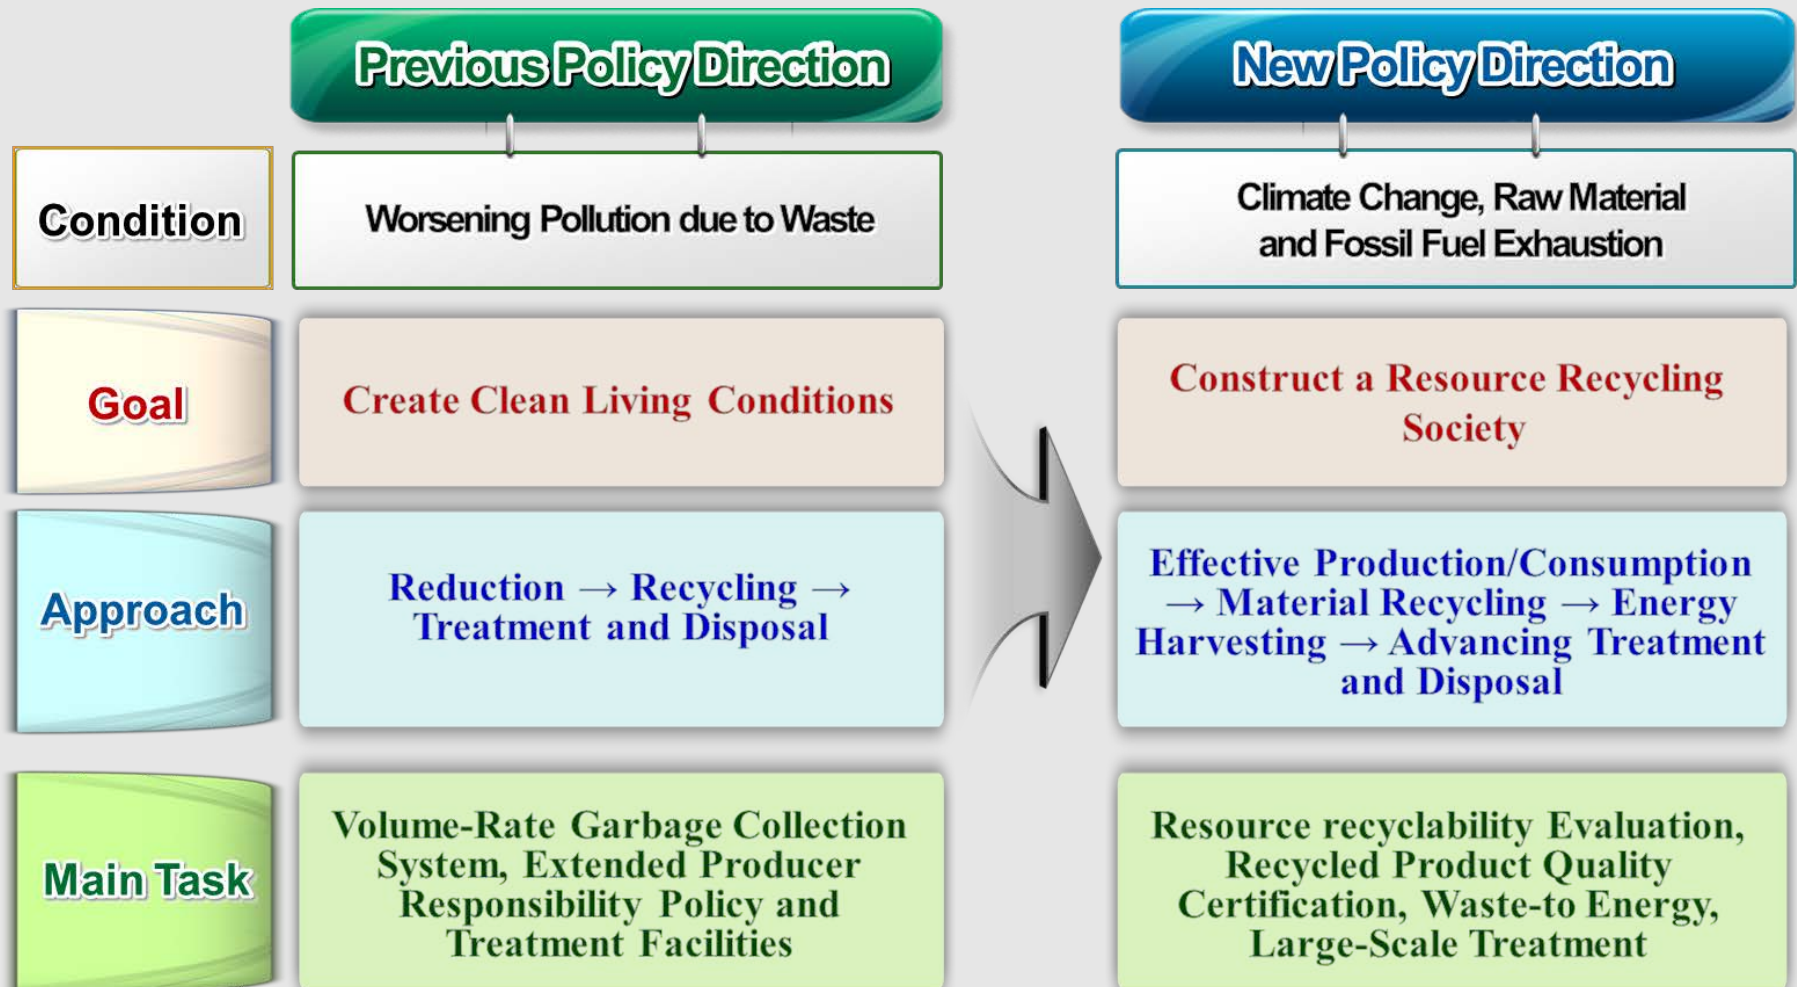 Previous Policy Direction
New Policy Direction
Condition
Worsening Pollution due to Waste
Climate Change, Raw Material
and Fossil Fuel Exhaustion
Goal
Create Clean Living Conditions
Construct a Resource Recycling
Society
Approach
Reduction → Recycling →
Treatment and Disposal
Effective Production/Consumption
→ Material Recycling → Energy
Harvesting → Advancing Treatment
and Disposal
Main Task
Volume-Rate Garbage Collection
System, Extended Producer
Responsibility Policy and
Treatment Facilities
Resource recyclability Evaluation,
Recycled Product Quality
Certification, Waste-to Energy,
Large-Scale Treatment